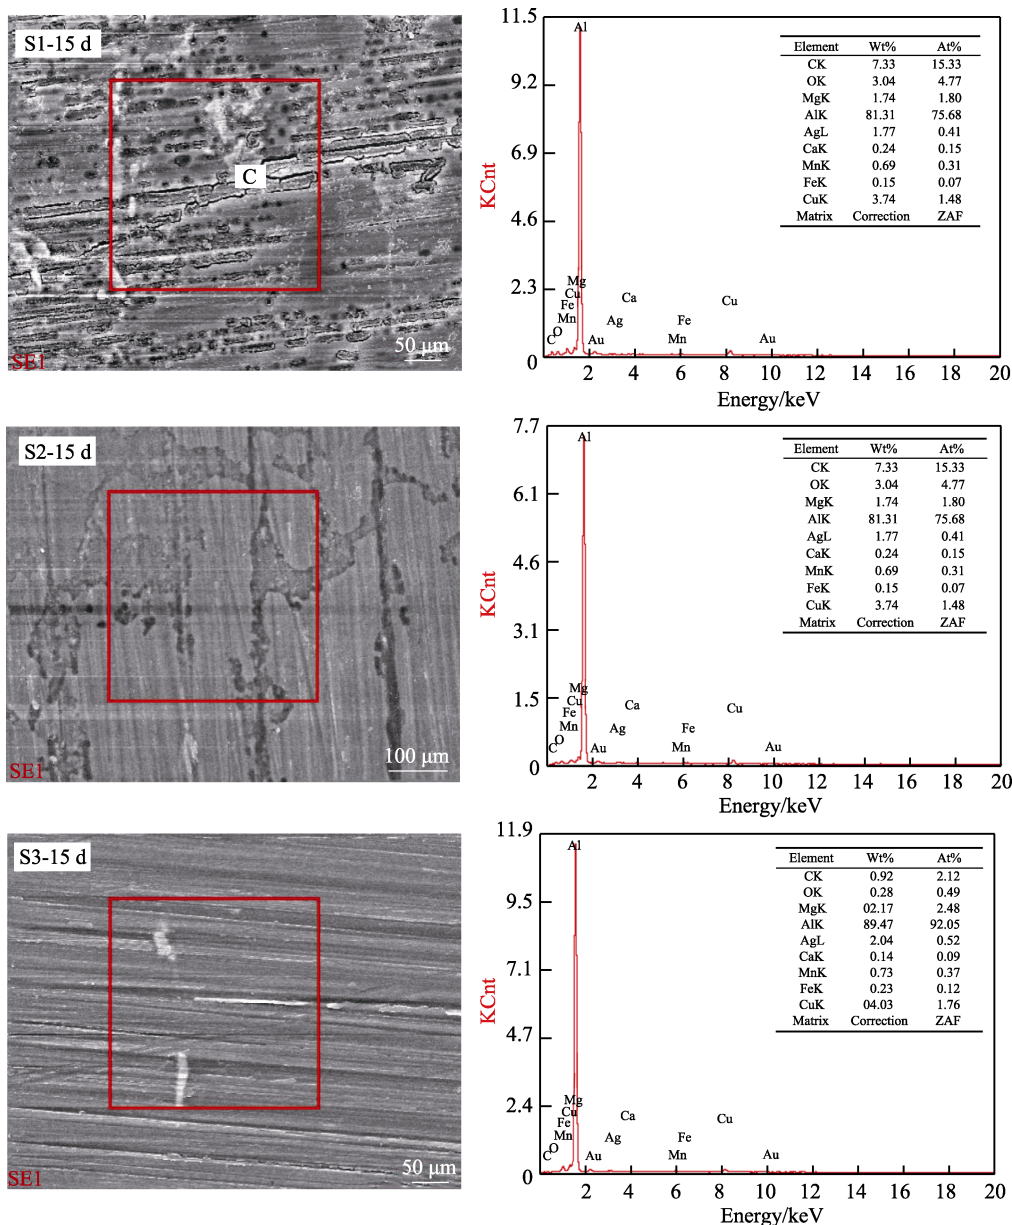 S1-15 d
C
50 μm
SE1
11.5
9.2
6.9
4.6
2.3
0
KCnt
Al
Mg
Cu
Fe
Mn
O
C
Au
Ag
Ca
Fe
Mn
Cu
Au
2 4 6 8 10 12 14 16 18 20
Energy/keV
Element Wt% At%
CK 7.33 15.33
OK 3.04 4.77
MgK 1.74 1.80
AlK 81.31 75.68
AgL 1.77 0.41
CaK 0.24 0.15
MnK 0.69 0.31
FeK 0.15 0.07
CuK 3.74 1.48
Matrix Correction ZAF
S2-15 d
100 μm
SE1
7.7
6.1
4.6
3.1
1.5
0
KCnt
Al
Mg
Cu
Fe
Mn
O
C
Au
Ag
Ca
Fe
Mn
Cu
Au
2 4 6 8 10 12 14 16 18 20
Energy/keV
Element Wt% At%
CK 7.33 15.33
OK 3.04 4.77
MgK 1.74 1.80
AlK 81.31 75.68
AgL 1.77 0.41
CaK 0.24 0.15
MnK 0.69 0.31
FeK 0.15 0.07
CuK 3.74 1.48
Matrix Correction ZAF
S3-15 d
50 μm
SE1
11.9
9.5
7.1
4.7
2.4
0
KCnt
Al
Mg
Cu
Fe
Mn
O
C
Au
Ag
Ca
Fe
Mn
Cu
Au
2 4 6 8 10 12 14 16 18 20
Energy/keV
Element Wt% At%
CK 0.92 2.12
OK 0.28 0.49
MgK 02.17 2.48
AlK 89.47 92.05
AgL 2.04 0.52
CaK 0.14 0.09
MnK 0.73 0.37
FeK 0.23 0.12
CuK 04.03 1.76
Matrix Correction ZAF